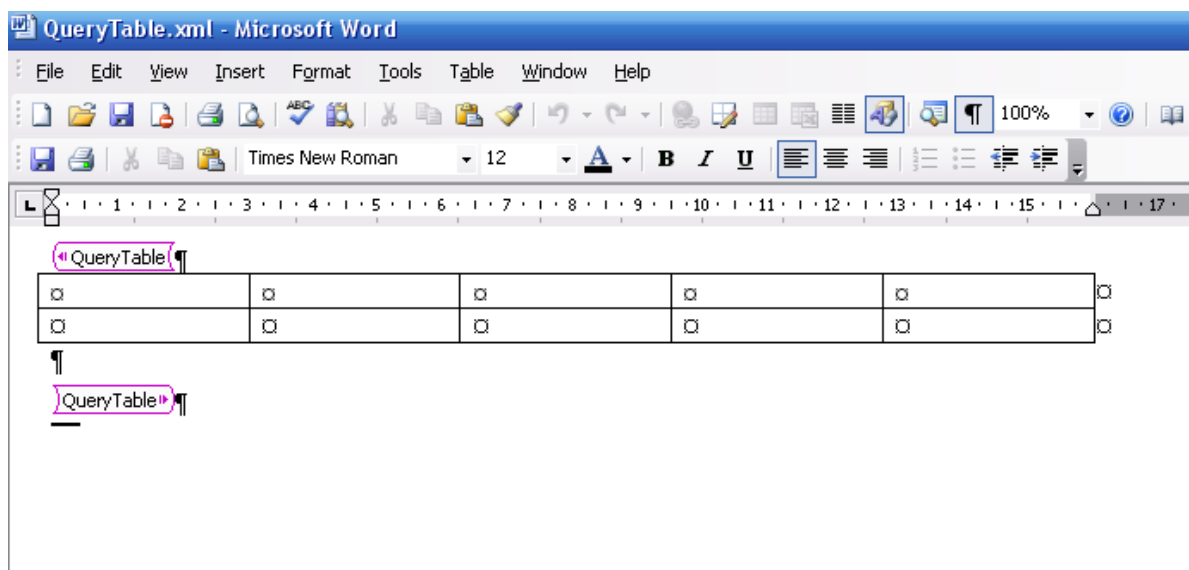 QueryTable.xml - Microsoft Word
File Edit View Insert Format Tools Table Window Help
ABC ¶ 100%
Times New Roman 12 A B I U
L 1 2 3 4 5 6 7 8 9 10 11 12 13 14 15 17
QueryTable ¶
¤ ¤ ¤ ¤ ¤ ¤
¤ ¤ ¤ ¤ ¤ ¤
¶
QueryTable ¶